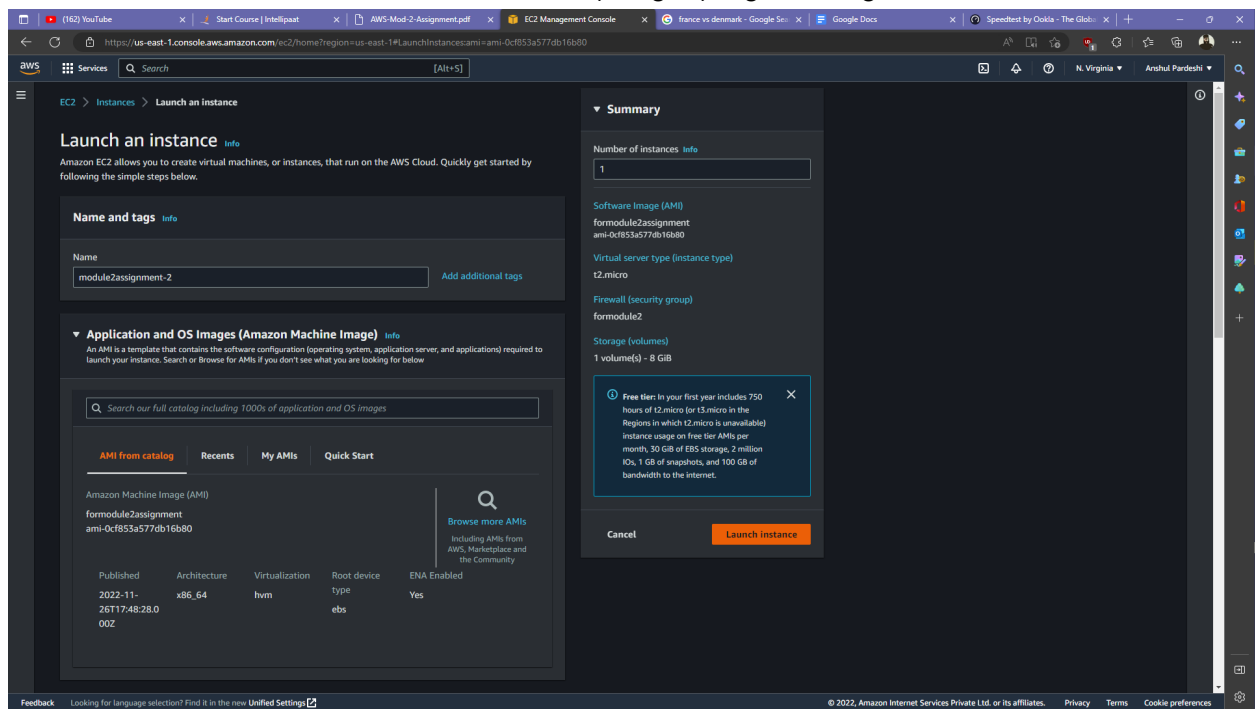 (162) YouTube
Start Course | Intellipaat
AWS-Mod-2-Assignment.pdf
EC2 Management Console
france vs denmark - Google Sea
Google Docs
Speedtest by Ookla - The Globa
https://us-east-1.console.aws.amazon.com/ec2/home?region=us-east-1#LaunchInstances:ami=ami-0cf853a577db16b80
aws
Services
Search
[Alt+S]
N. Virginia
Anshul Pardeshi
EC2 > Instances > Launch an instance
Launch an instance Info
Amazon EC2 allows you to create virtual machines, or instances, that run on the AWS Cloud. Quickly get started by
following the simple steps below.
Name and tags Info
Name
module2assignment-2
Add additional tags
Application and OS Images (Amazon Machine Image) Info
An AMI is a template that contains the software configuration (operating system, application server, and applications) required to
launch your instance. Search or Browse for AMIs if you don't see what you are looking for below
Search our full catalog including 1000s of application and OS images
AMI from catalog
Recents
My AMIs
Quick Start
Amazon Machine Image (AMI)
formodule2assignment
ami-0cf853a577db16b80
Browse more AMIs
Including AMIs from
AWS, Marketplace and
the Community
Published
2022-11-
26T17:48:28.0
00Z
Architecture
x86_64
Virtualization
hvm
Root device
type
ebs
ENA Enabled
Yes
Summary
Number of instances Info
1
Software Image (AMI)
formodule2assignment
ami-0cf853a577db16b80
Virtual server type (instance type)
t2.micro
Firewall (security group)
formodule2
Storage (volumes)
1 volume(s) - 8 GiB
Free tier: In your first year includes 750
hours of t2.micro (or t3.micro in the
Regions in which t2.micro is unavailable)
instance usage on free tier AMIs per
month, 30 GiB of EBS storage, 2 million
IOs, 1 GB of snapshots, and 100 GB of
bandwidth to the internet.
Cancel
Launch instance
Feedback
Looking for language selection? Find it in the new Unified Settings
© 2022, Amazon Internet Services Private Ltd. or its affiliates.
Privacy
Terms
Cookie preferences